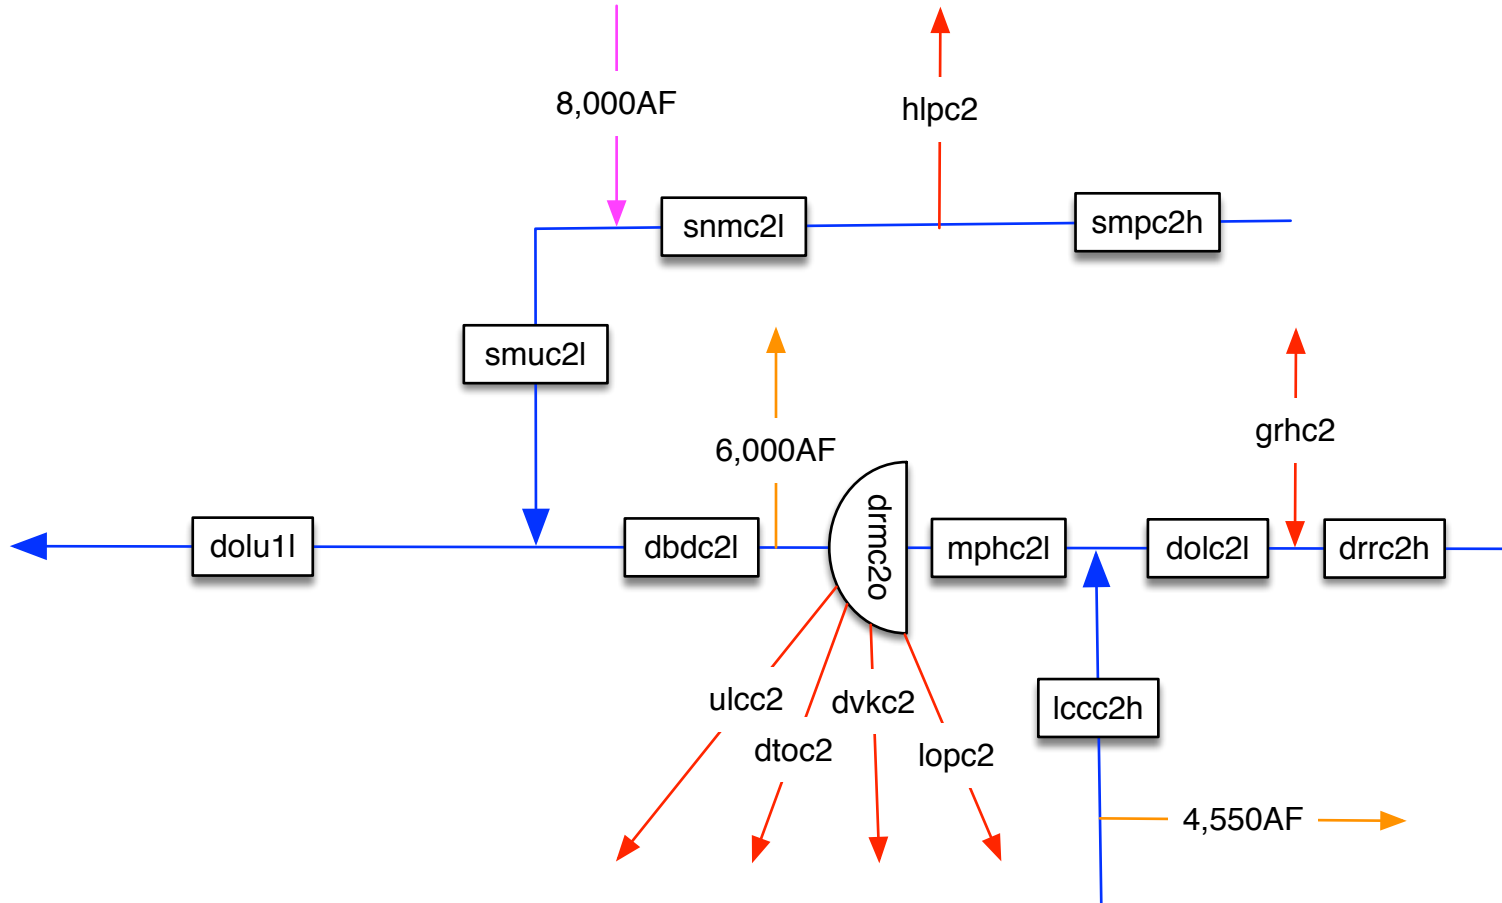 8,000AF
hlpc2
snmc2l
smpc2h
smuc2l
6,000AF
grhc2
dolu1l
dbdc2l
drmc2o
mphc2l
dolc2l
drrc2h
ulcc2
dvkc2
lccc2h
dtoc2
lopc2
4,550AF